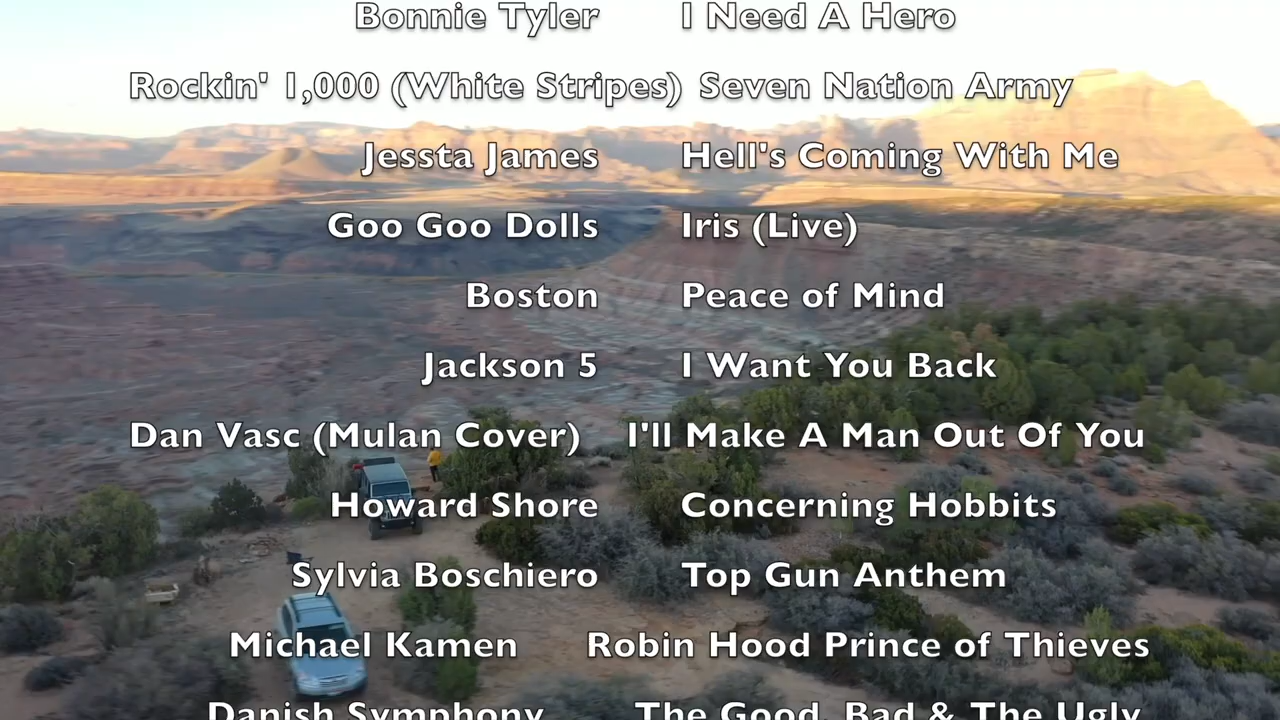 Bonnie Tyler I Need A Hero
Rockin' 1,000 (White Stripes) Seven Nation Army
Jessta James Hell's Coming With Me
Goo Goo Dolls Iris (Live)
Boston Peace of Mind
Jackson 5 I Want You Back
Dan Vasc (Mulan Cover) I'll Make A Man Out Of You
Howard Shore Concerning Hobbits
Sylvia Boschiero Top Gun Anthem
Michael Kamen Robin Hood Prince of Thieves
Danish Symphony The Good, Bad & The Ugly